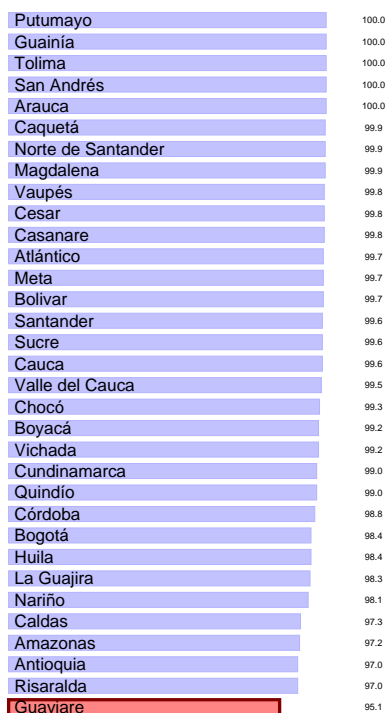 Putumayo 100.0
Guainía 100.0
Tolima 100.0
San Andrés 100.0
Arauca 100.0
Caquetá 99.9
Norte de Santander 99.9
Magdalena 99.9
Vaupés 99.8
Cesar 99.8
Casanare 99.8
Atlántico 99.7
Meta 99.7
Bolivar 99.7
Santander 99.6
Sucre 99.6
Cauca 99.6
Valle del Cauca 99.5
Chocó 99.3
Boyacá 99.2
Vichada 99.2
Cundinamarca 99.0
Quindío 99.0
Córdoba 98.8
Bogotá 98.4
Huila 98.4
La Guajira 98.3
Nariño 98.1
Caldas 97.3
Amazonas 97.2
Antioquia 97.0
Risaralda 97.0
Guaviare 95.1